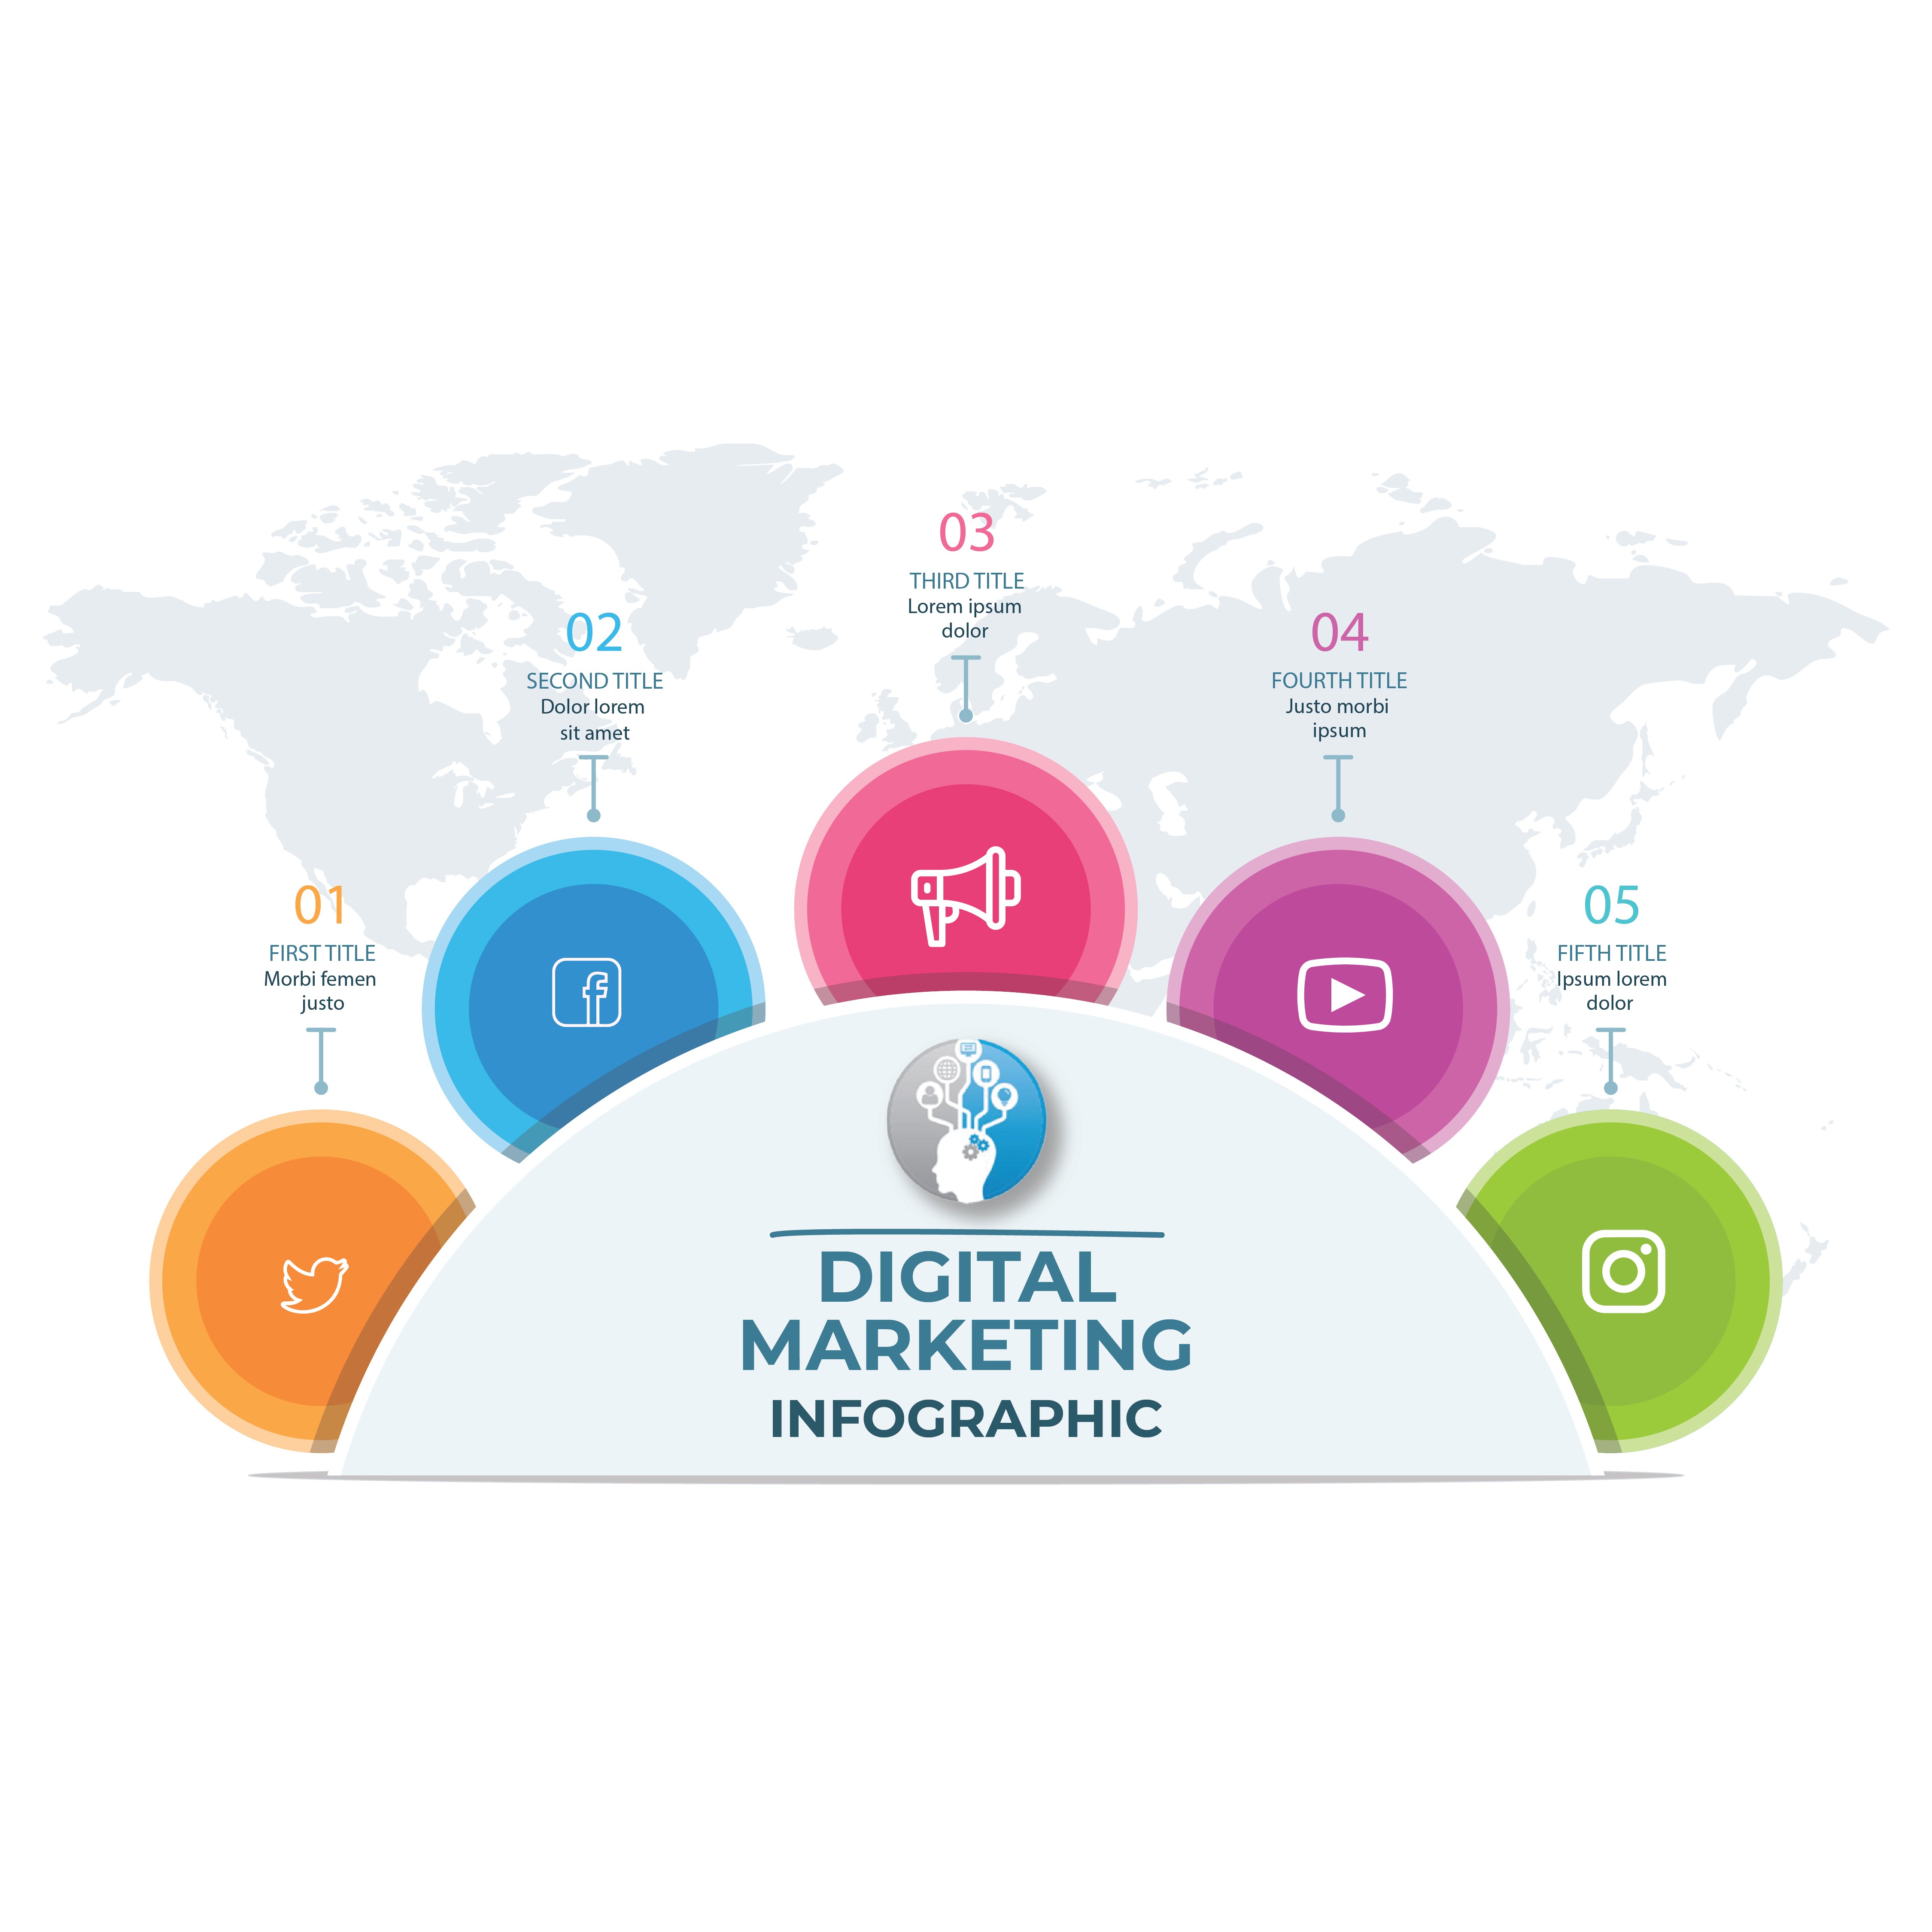 01
FIRST TITLE
Morbi femen
justo
02
SECOND TITLE
Dolor lorem
sit amet
03
THIRD TITLE
Lorem ipsum
dolor
04
FOURTH TITLE
Justo morbi
ipsum
05
FIFTH TITLE
Ipsum lorem
dolor
DIGITAL
MARKETING
INFOGRAPHIC